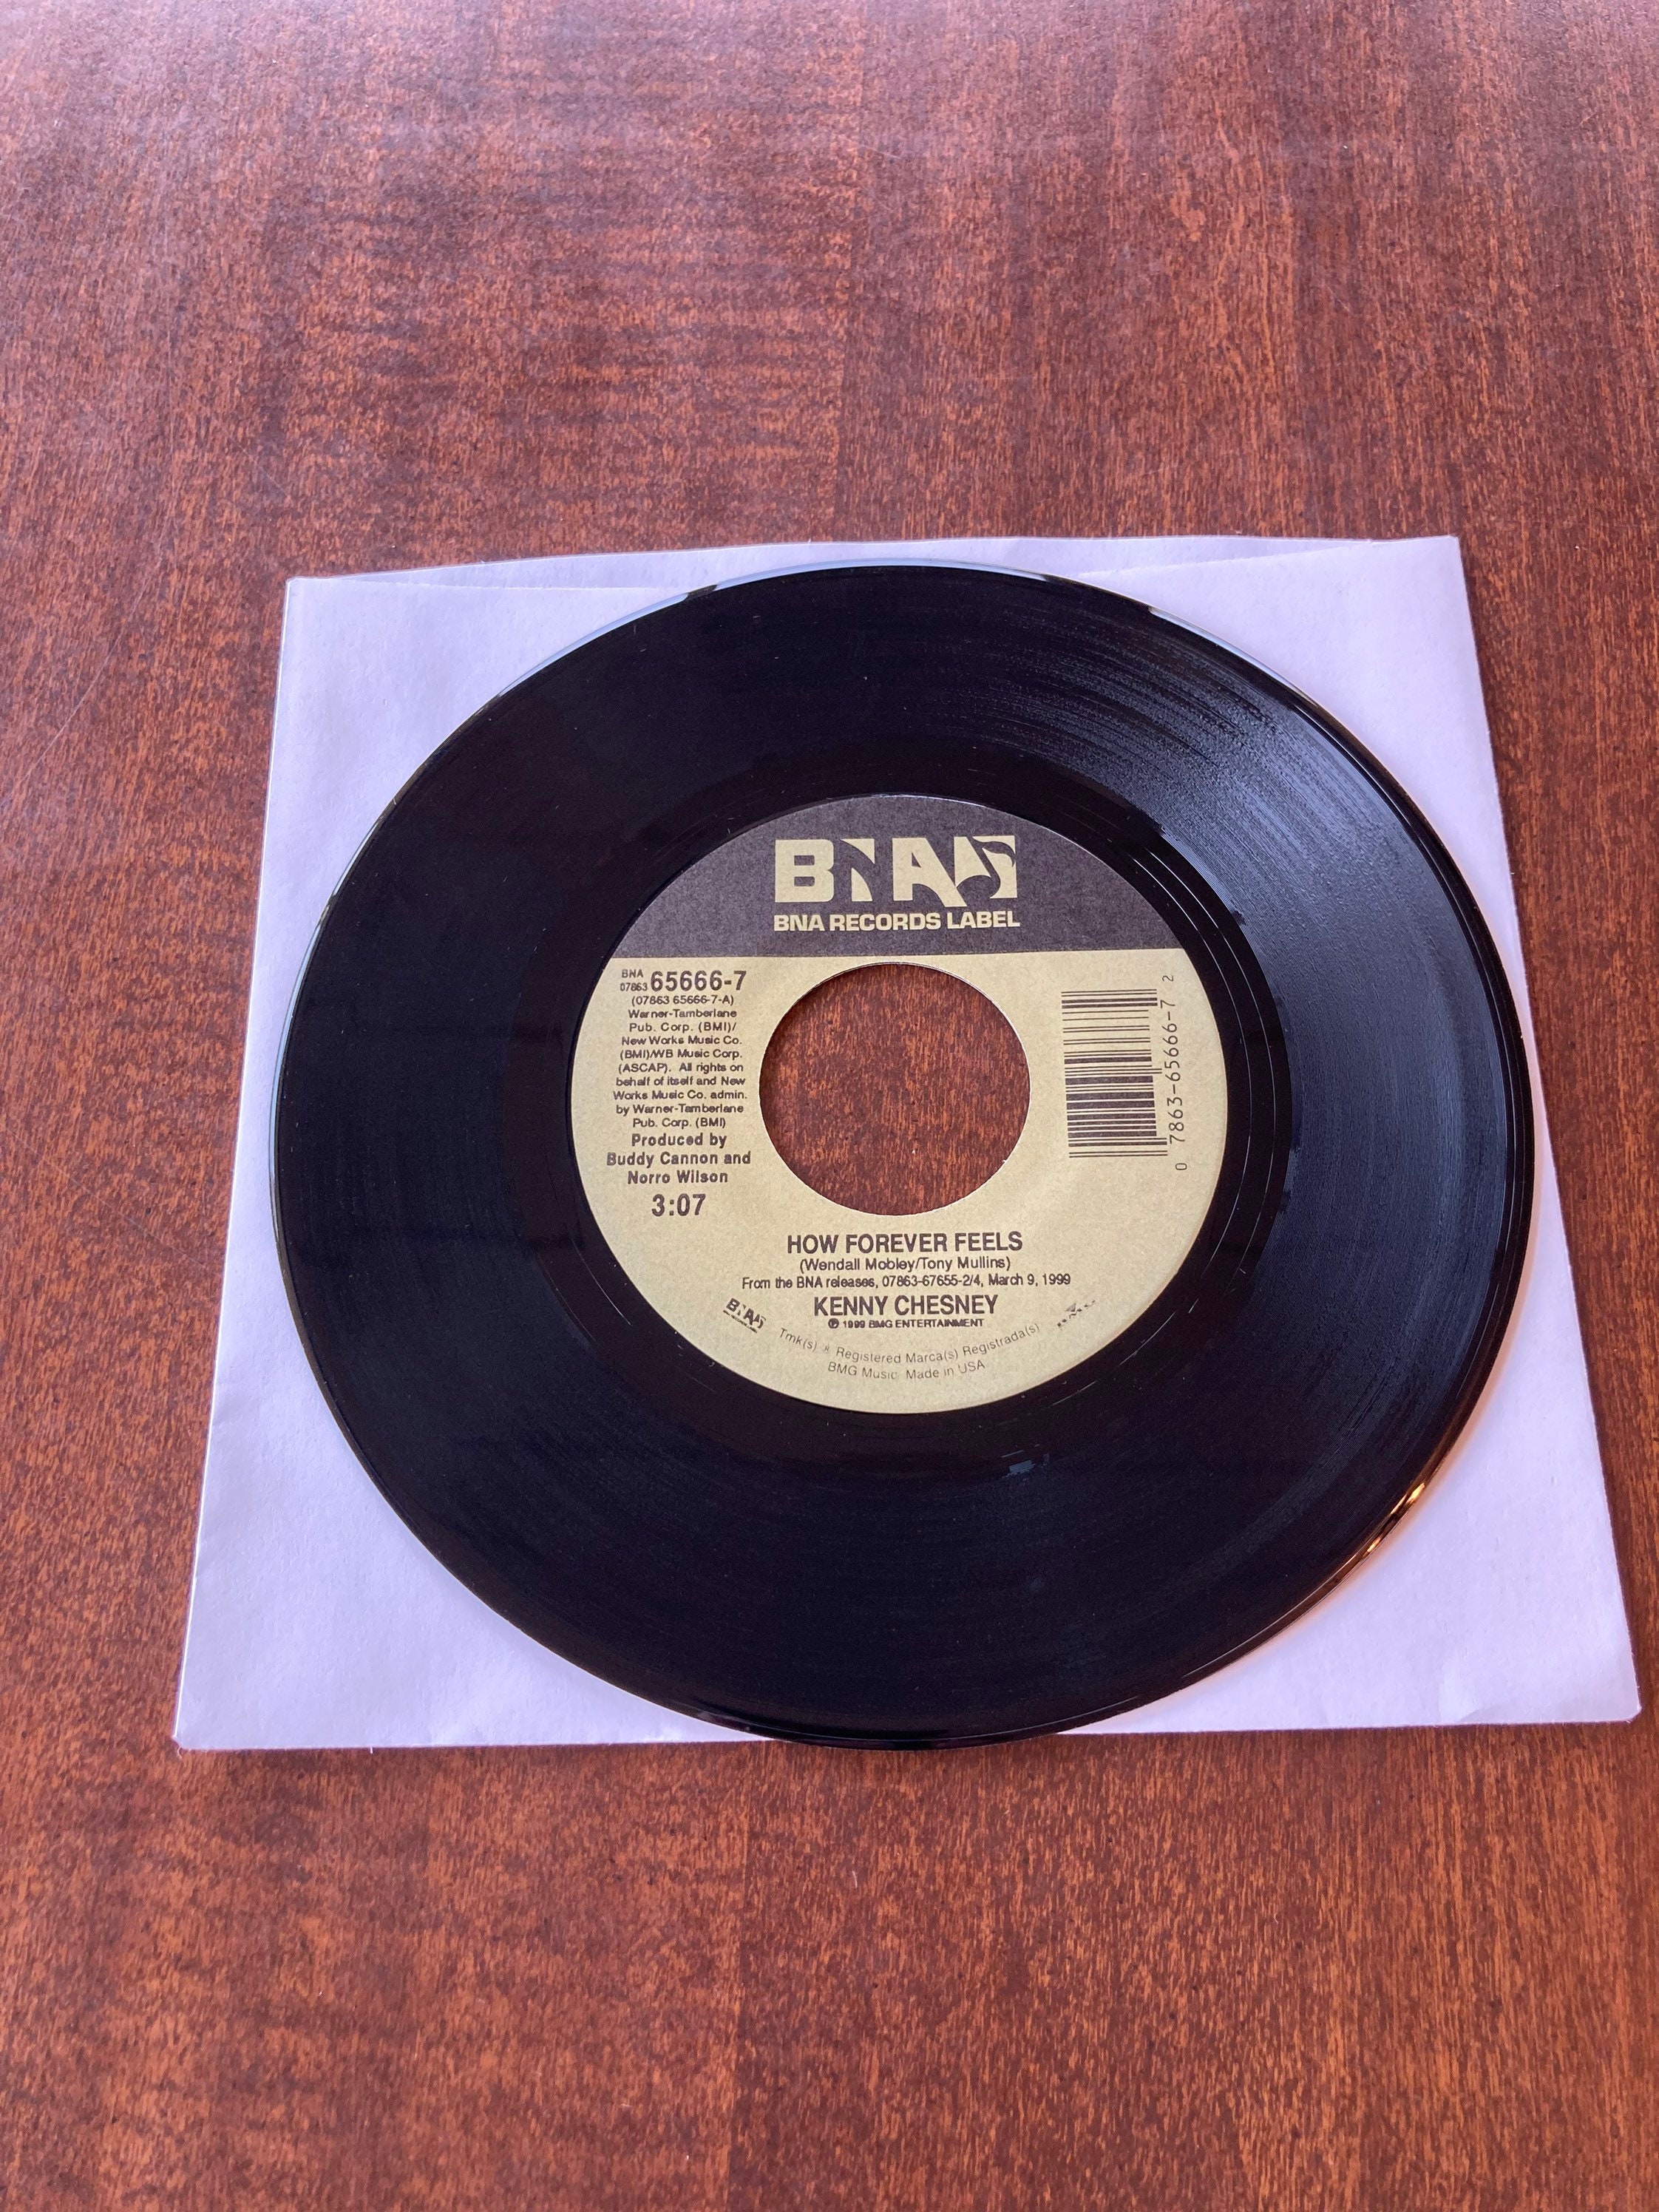 BNA
BNA RECORDS LABEL
BNA
07863 65666-7
(07863 65666-7-A)
Warner-Tamberlane
Pub. Corp. (BMI)/
New Works Music Co.
(BMI)/WB Music Corp.
(ASCAP). All rights on
behalf of itself and New
Works Music Co. admin.
by Warner-Tamberlane
Pub. Corp. (BMI)
Produced by
Buddy Cannon and
Norro Wilson
3:07
0 7863-65666-7 2
HOW FOREVER FEELS
(Wendall Mobley/Tony Mullins)
From the BNA releases, 07863-67655-2/4, March 9, 1999
KENNY CHESNEY
℗ 1999 BMG ENTERTAINMENT
BNA
Tmk(s) ® Registered Marca(s) Registrada(s)
BMG Music Made in USA